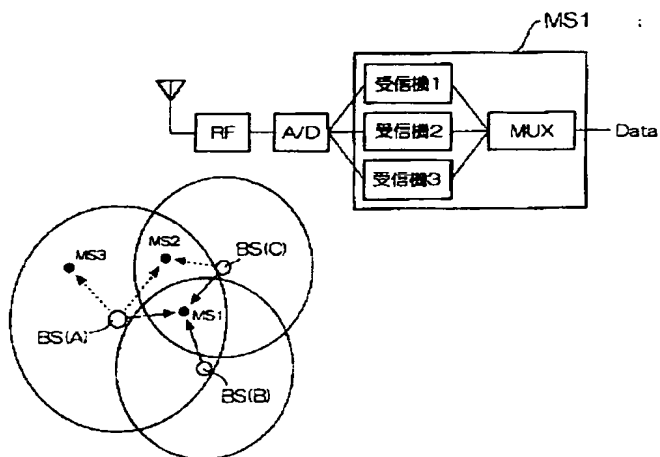 MS1
受信機1
RF
A/D
受信機2
MUX
Data
受信機3
MS3
MS2
BS(C)
MS1
BS(A)
BS(B)